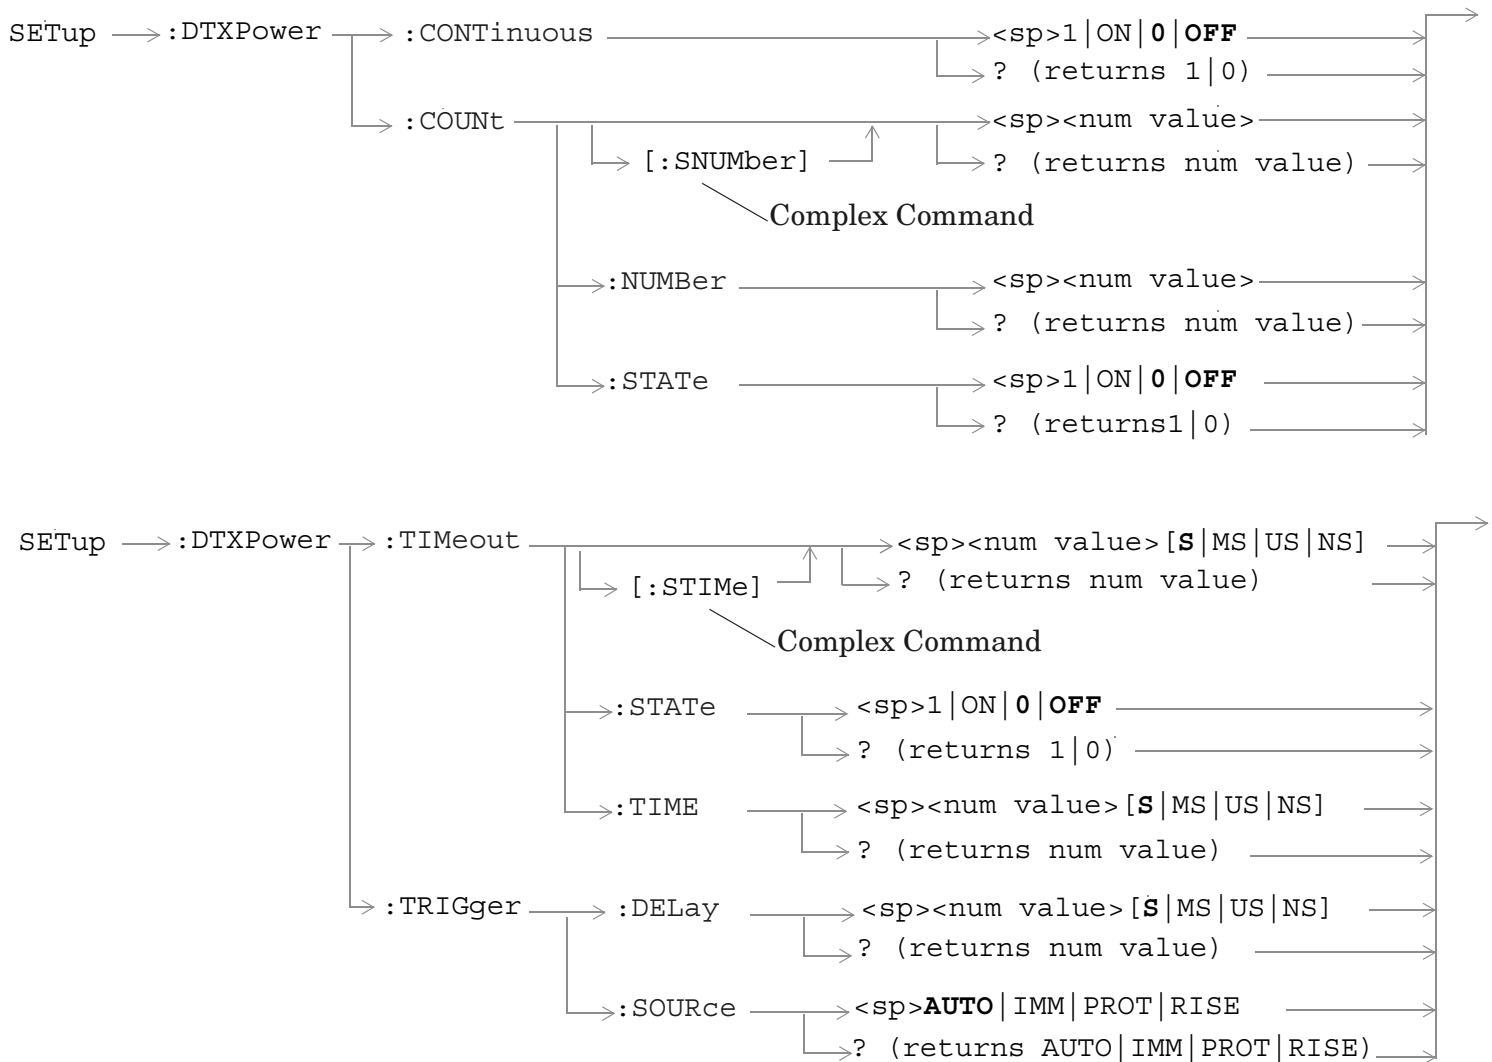 SETup :DTXPower :CONTinuous <sp>1|ON|0|OFF
? (returns 1|0)
:COUNt <sp><num value>
[:SNUMber] ? (returns num value)
Complex Command
:NUMBer <sp><num value>
? (returns num value)
:STATe <sp>1|ON|0|OFF
? (returns1|0)
SETup :DTXPower :TIMeout <sp><num value>[S|MS|US|NS]
[:STIMe] ? (returns num value)
Complex Command
:STATe <sp>1|ON|0|OFF
? (returns 1|0)
:TIME <sp><num value>[S|MS|US|NS]
? (returns num value)
:TRIGger :DELay <sp><num value>[S|MS|US|NS]
? (returns num value)
:SOURce <sp>AUTO|IMM|PROT|RISE
? (returns AUTO|IMM|PROT|RISE)